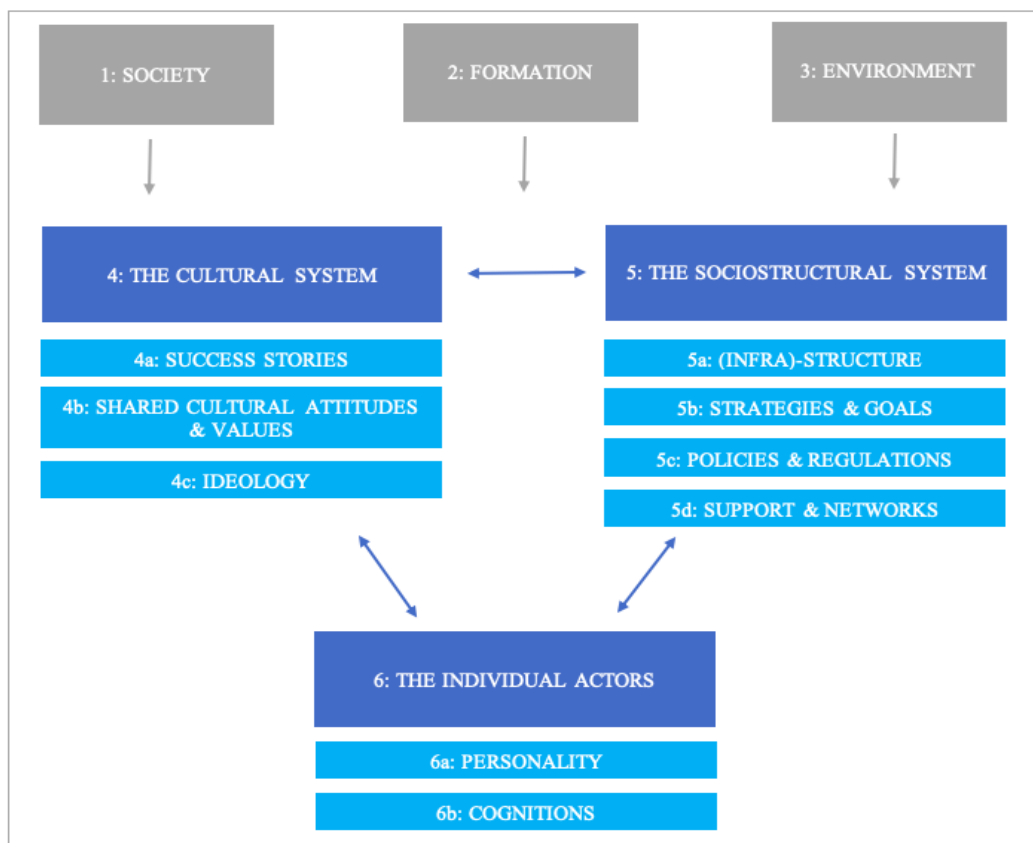 1: SOCIETY
2: FORMATION
3: ENVIRONMENT
4: THE CULTURAL SYSTEM
4a: SUCCESS STORIES
4b: SHARED CULTURAL ATTITUDES
& VALUES
4c: IDEOLOGY
5: THE SOCIOSTRUCTURAL SYSTEM
5a: (INFRA)-STRUCTURE
5b: STRATEGIES & GOALS
5c: POLICIES & REGULATIONS
5d: SUPPORT & NETWORKS
6: THE INDIVIDUAL ACTORS
6a: PERSONALITY
6b: COGNITIONS